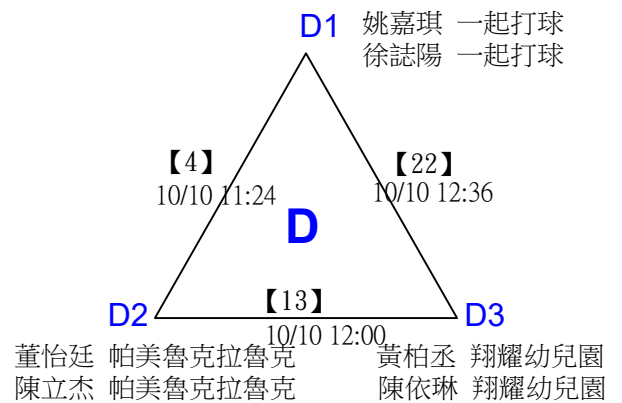 D1 姚嘉琪 一起打球
徐誌陽 一起打球
【4】 【22】
10/10 11:24 10/10 12:36
D
【13】
D2 D3
10/10 12:00
董怡廷 帕美魯克拉魯克 黃柏丞 翔耀幼兒園
陳立杰 帕美魯克拉魯克 陳依琳 翔耀幼兒園